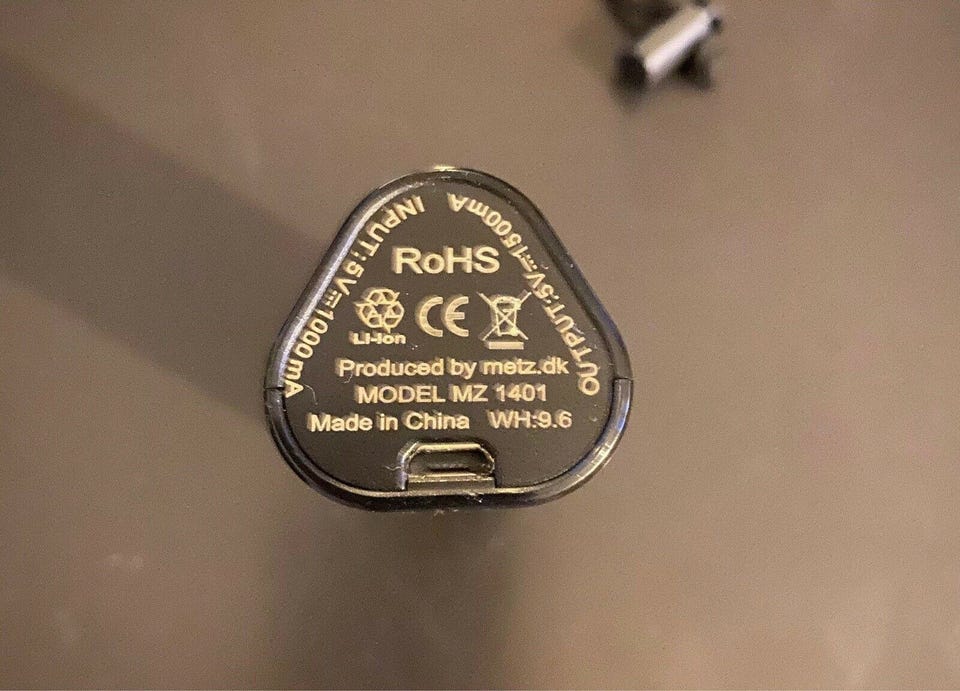 INPUT:5V⎓1000mA
OUTPUT:5V⎓1500mA
RoHS
CE
Li-ion
Produced by metz.dk
MODEL MZ 1401
Made in China WH:9.6